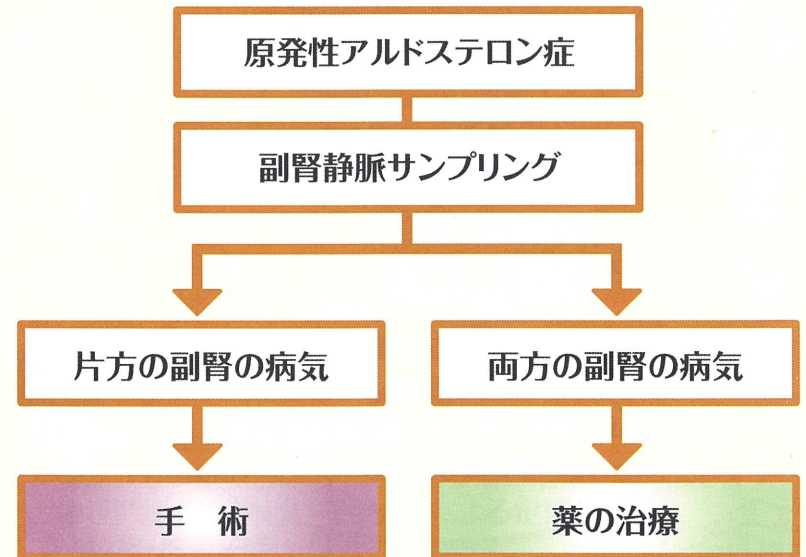 原発性アルドステロン症
副腎静脈サンプリング
片方の副腎の病気
両方の副腎の病気
手 術
薬の治療